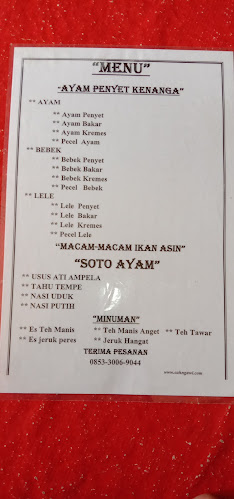 "MENU"
"AYAM PENYET KENANGA"
** AYAM
** Ayam Penyet
** Ayam Bakar
** Ayam Kremes
** Pecel Ayam
** BEBEK
** Bebek Penyet
** Bebek Bakar
** Bebek Kremes
** Pecel Bebek
** LELE
** Lele Penyet
** Lele Bakar
** Lele Kremes
** Pecel Lele
"MACAM-MACAM IKAN ASIN"
"SOTO AYAM"
** USUS ATI AMPELA
** TAHU TEMPE
** NASI UDUK
** NASI PUTIH
"MINUMAN"
** Es Teh Manis ** Teh Manis Anget ** Teh Tawar
** Es jeruk peres ** Jeruk Hangat
TERIMA PESANAN
0853-3006-9044